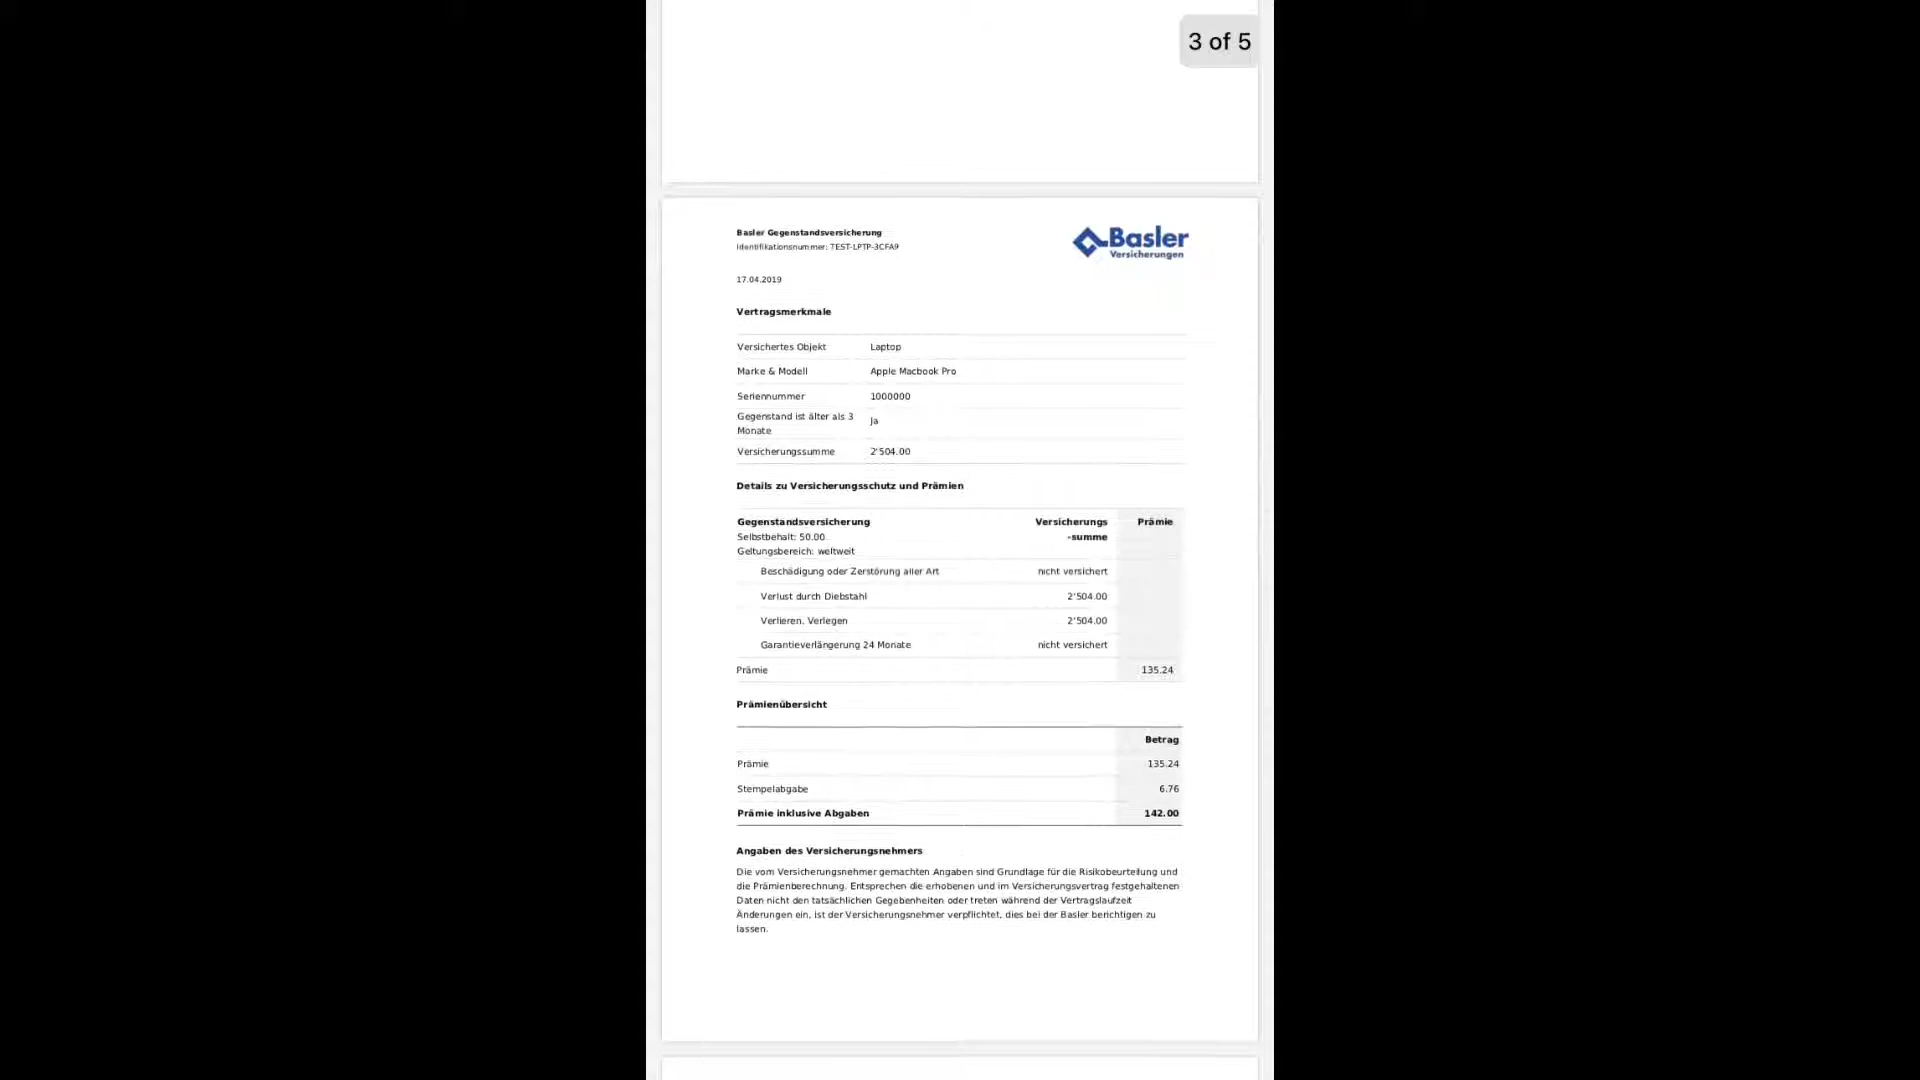 3 of 5
Basler Gegenstandsversicherung
Identifikationsnummer: TEST-LPTP-3CFA9
Basler
Versicherungen
17.04.2019
Vertragsmerkmale
Versichertes Objekt Laptop
Marke & Modell Apple Macbook Pro
Seriennummer 1000000
Gegenstand ist älter als 3
Monate
Ja
Versicherungssumme 2'504.00
Details zu Versicherungsschutz und Prämien
Gegenstandsversicherung Versicherungs Prämie
Selbstbehalt: 50.00 -summe
Geltungsbereich: weltweit
Beschädigung oder Zerstörung aller Art nicht versichert
Verlust durch Diebstahl 2'504.00
Verlieren, Verlegen 2'504.00
Garantieverlängerung 24 Monate nicht versichert
Prämie 135.24
Prämienübersicht
Betrag
Prämie 135.24
Stempelabgabe 6.76
Prämie inklusive Abgaben 142.00
Angaben des Versicherungsnehmers
Die vom Versicherungsnehmer gemachten Angaben sind Grundlage für die Risikobeurteilung und
die Prämienberechnung. Entsprechen die erhobenen und im Versicherungsvertrag festgehaltenen
Daten nicht den tatsächlichen Gegebenheiten oder treten während der Vertragslaufzeit
Änderungen ein, ist der Versicherungsnehmer verpflichtet, dies bei der Basler berichtigen zu
lassen.